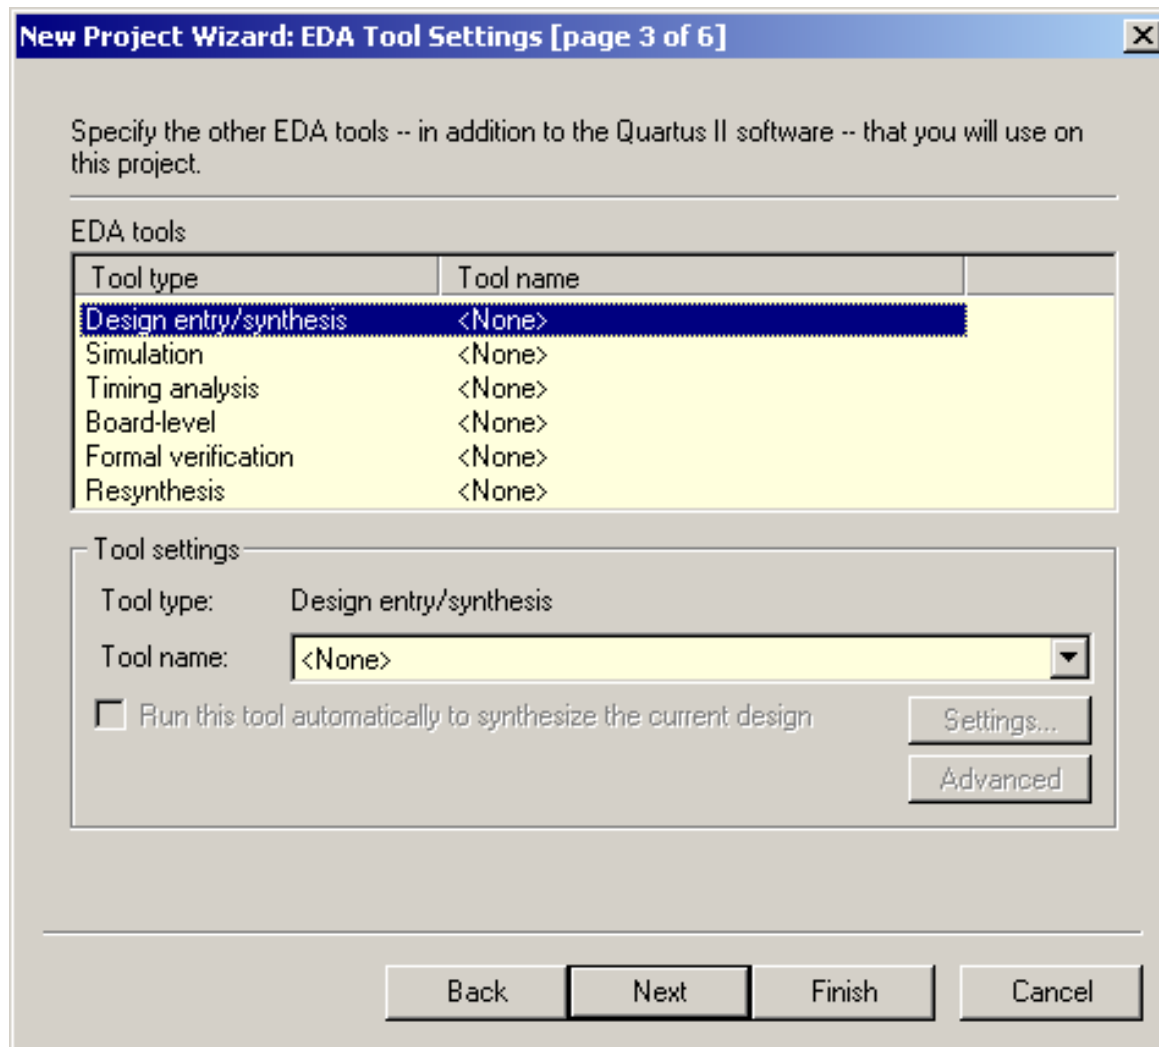 New Project Wizard: EDA Tool Settings [page 3 of 6]
Specify the other EDA tools -- in addition to the Quartus II software -- that you will use on
this project.
EDA tools
Tool type Tool name
Design entry/synthesis <None>
Simulation <None>
Timing analysis <None>
Board-level <None>
Formal verification <None>
Resynthesis <None>
Tool settings
Tool type: Design entry/synthesis
Tool name: <None>
Run this tool automatically to synthesize the current design Settings...
Advanced
Back Next Finish Cancel